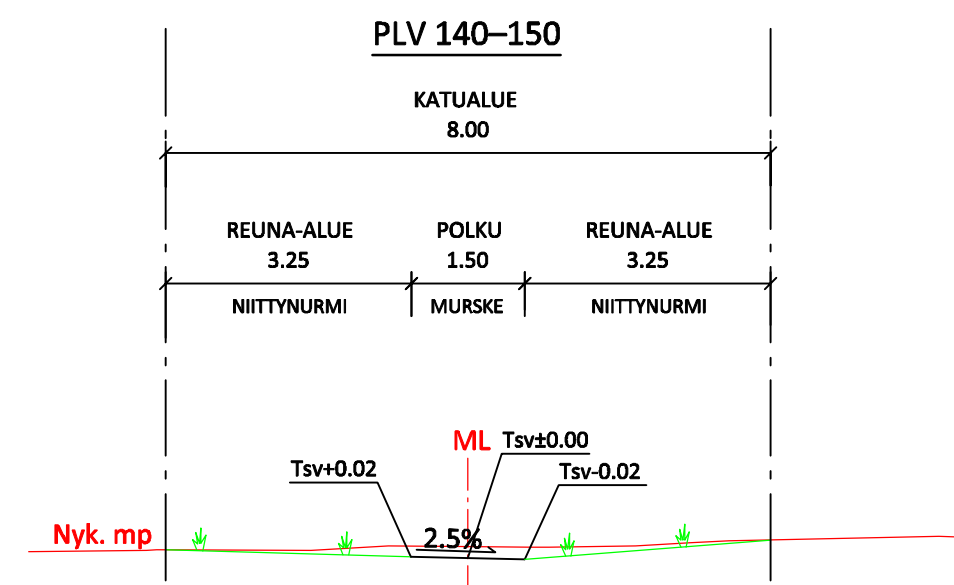 PLV 140–150
KATUALUE
8.00
REUNA-ALUE
3.25
NIITTYNURMI
POLKU
1.50
MURSKE
REUNA-ALUE
3.25
NIITTYNURMI
ML
Tsv±0.00
Tsv+0.02
Tsv-0.02
Nyk. mp
2.5%